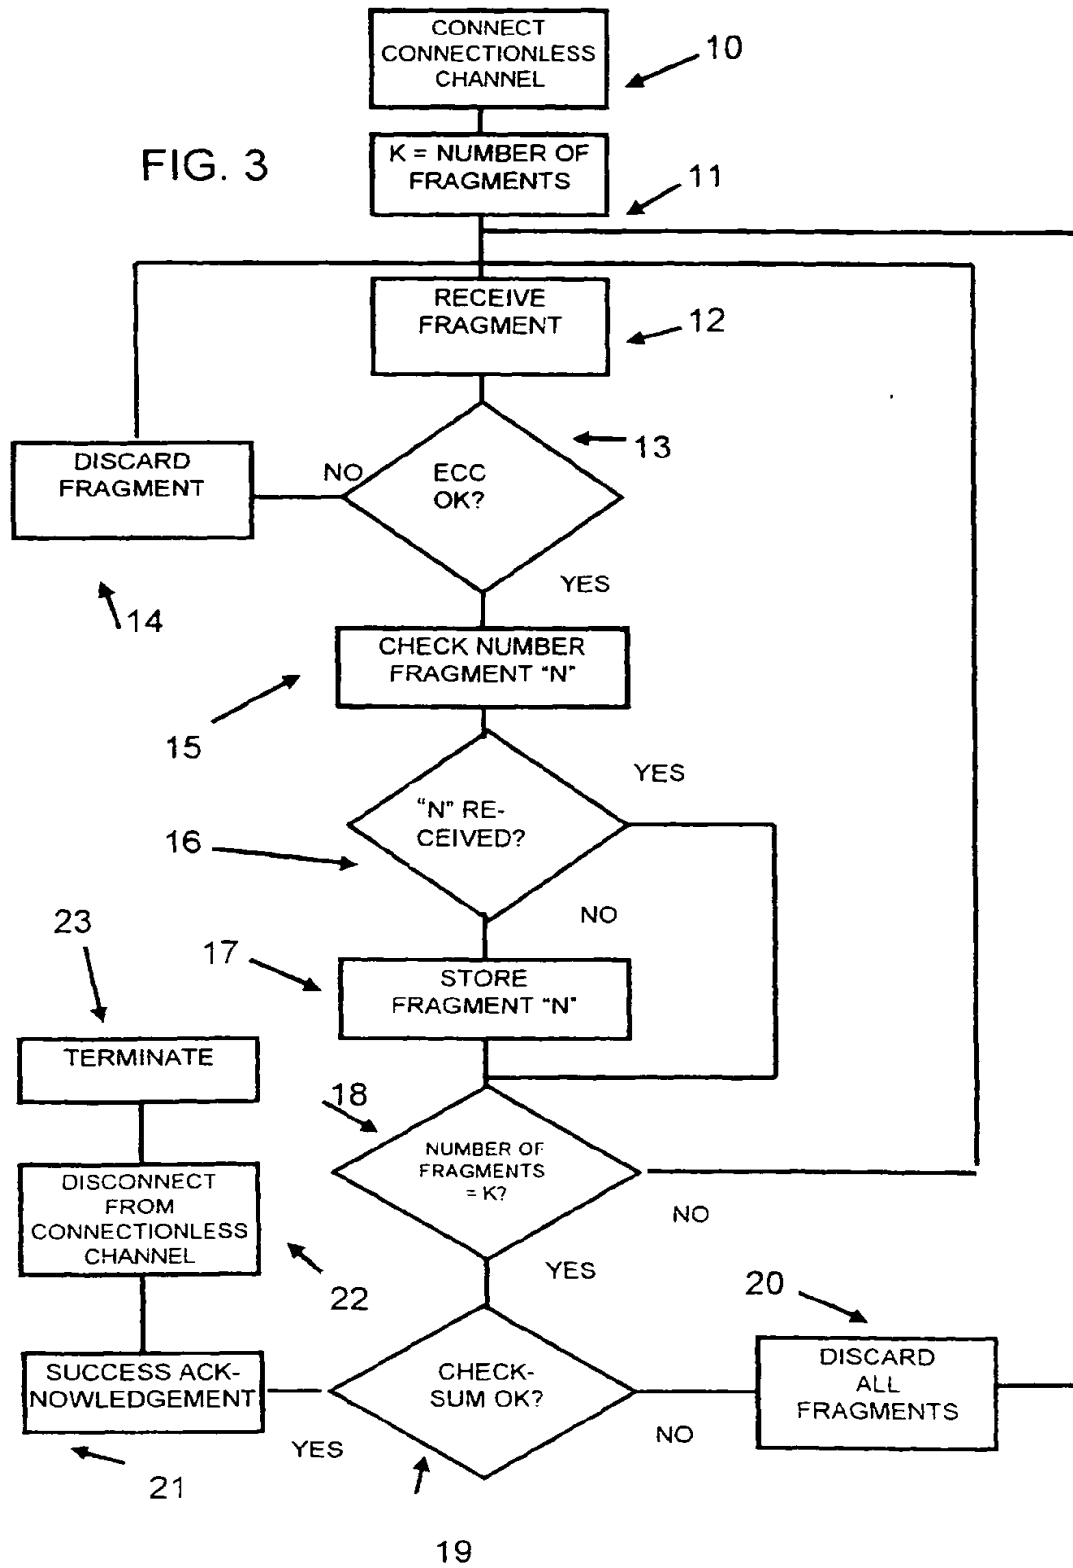 CONNECT
CONNECTIONLESS
CHANNEL
10
FIG. 3
K = NUMBER OF
FRAGMENTS
11
RECEIVE
FRAGMENT
12
13
DISCARD
FRAGMENT
NO
ECC
OK?
YES
14
CHECK NUMBER
FRAGMENT "N"
15
YES
"N" RE-
CEIVED?
16
NO
23
17
STORE
FRAGMENT "N"
TERMINATE
18
NUMBER OF
FRAGMENTS
= K?
NO
DISCONNECT
FROM
CONNECTIONLESS
CHANNEL
YES
22
20
SUCCESS ACK-
NOWLEDGEMENT
CHECK-
SUM OK?
DISCARD
ALL
FRAGMENTS
YES
NO
21
19